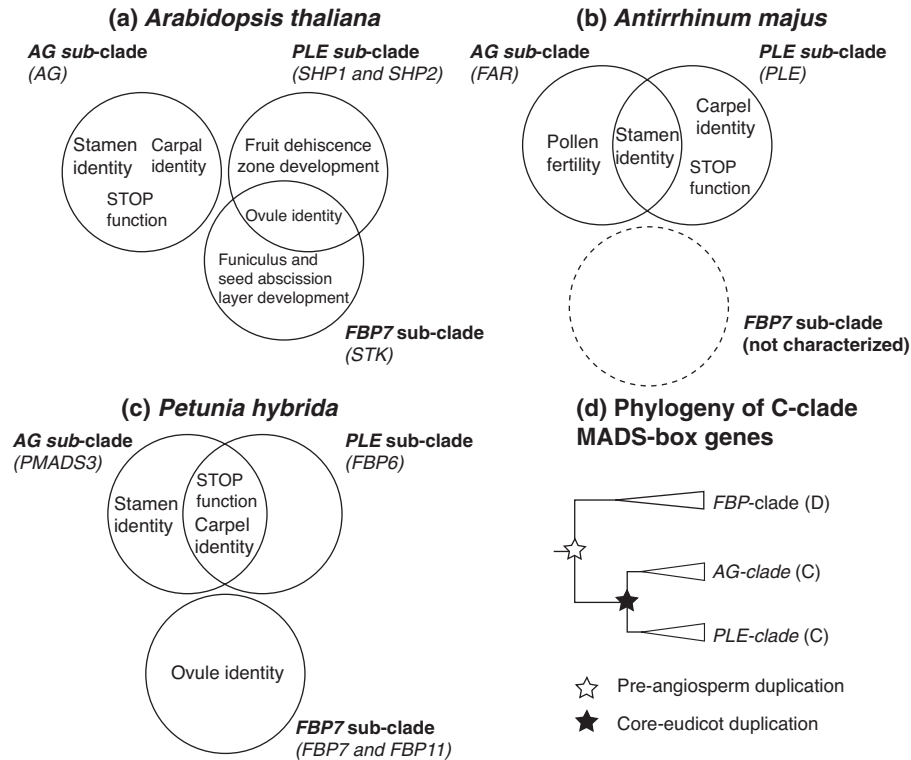 (a) Arabidopsis thaliana
AG sub-clade
(AG)
PLE sub-clade
(SHP1 and SHP2)
Stamen
identity
Carpal
identity
STOP
function
Fruit dehiscence
zone development
Ovule identity
Funiculus and
seed abscission
layer development
FBP7 sub-clade
(STK)
(b) Antirrhinum majus
AG sub-clade
(FAR)
PLE sub-clade
(PLE)
Pollen
fertility
Stamen
identity
Carpel
identity
STOP
function
FBP7 sub-clade
(not characterized)
(c) Petunia hybrida
AG sub-clade
(PMADS3)
PLE sub-clade
(FBP6)
Stamen
identity
STOP
function
Carpel
identity
Ovule identity
FBP7 sub-clade
(FBP7 and FBP11)
(d) Phylogeny of C-clade
MADS-box genes
FBP-clade (D)
AG-clade (C)
PLE-clade (C)
Pre-angiosperm duplication
Core-eudicot duplication